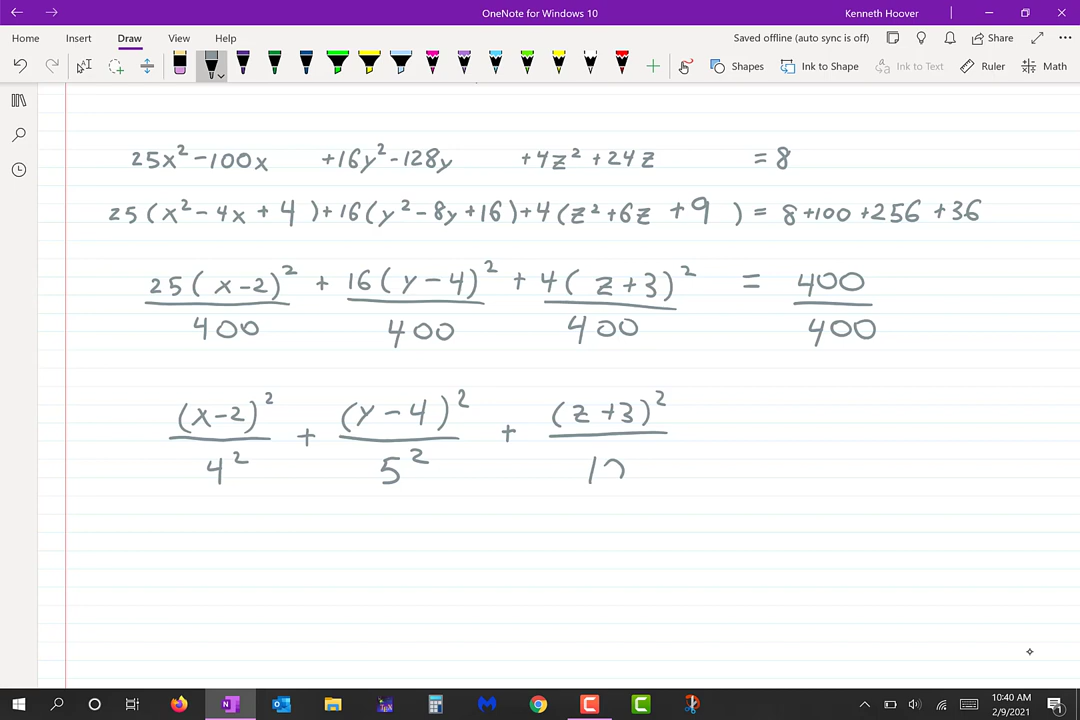 OneNote for Windows 10
Kenneth Hoover
Home Insert Draw View Help
Saved offline (auto sync is off)
Share
Shapes Ink to Shape Ink to Text Ruler Math
25x² - 100x + 16y² - 128y + 4z² + 24z = 8
25(x² - 4x + 4) + 16(y² - 8y + 16) + 4(z² + 6z + 9) = 8 + 100 + 256 + 36
25(x-2)² + 16(y-4)² + 4(z+3)² = 400
400 400 400 400
(x-2)² + (y-4)² + (z+3)²
4² 5² 1
10:40 AM
2/9/2021